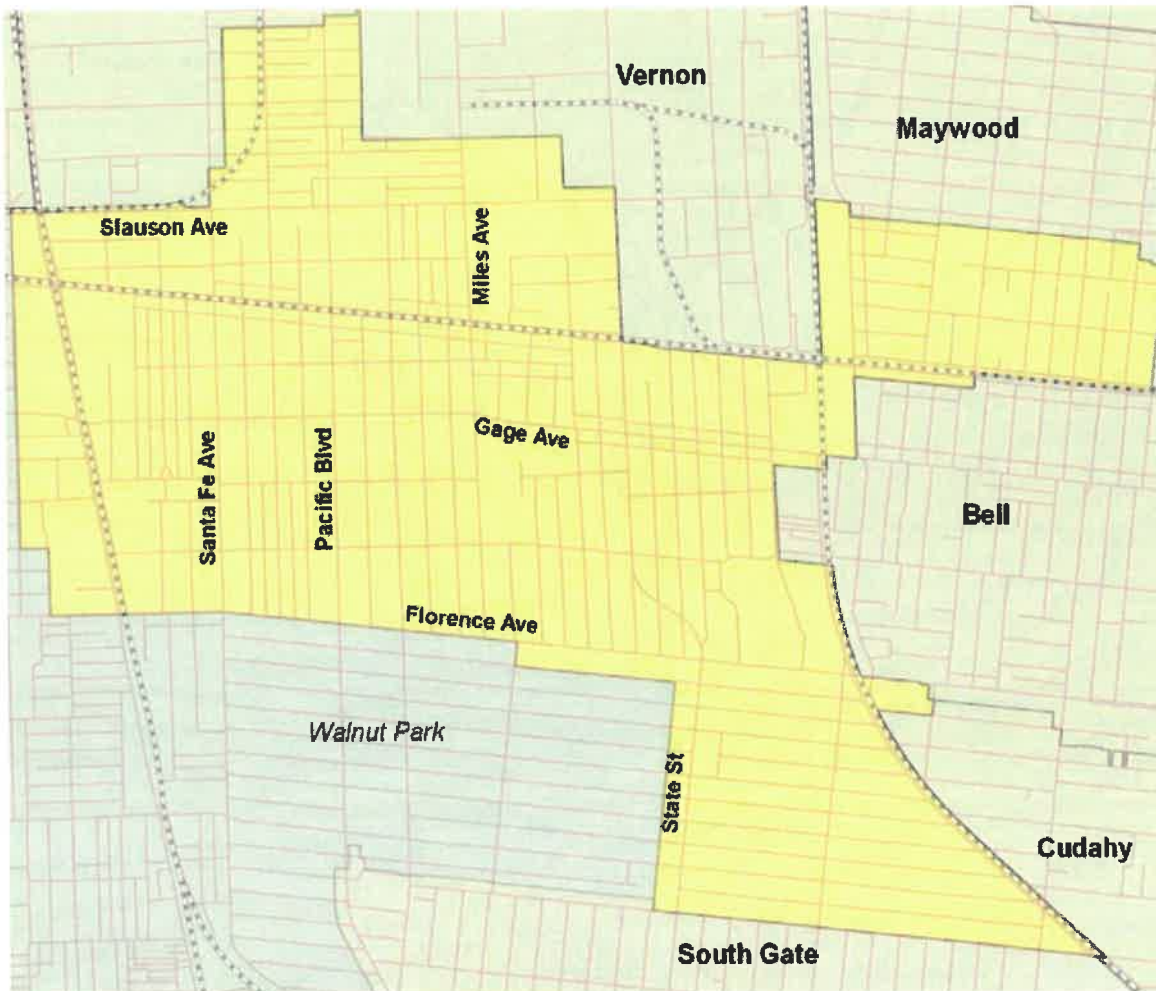 Vernon
Maywood
Slauson Ave
Miles Ave
Gage Ave
Santa Fe Ave
Pacific Blvd
Bell
Florence Ave
Walnut Park
State St
Cudahy
South Gate